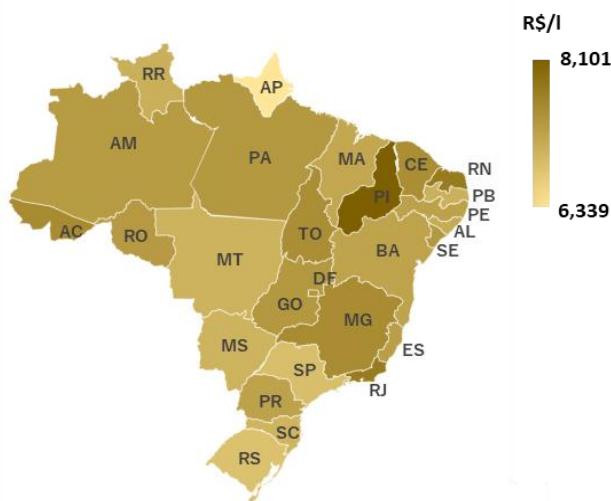 R$/l
8,101
6,339
RR
AP
AM
PA
MA
CE
RN
PI
PB
PE
AL
SE
AC
RO
TO
BA
MT
DF
GO
MG
MS
ES
SP
RJ
PR
SC
RS